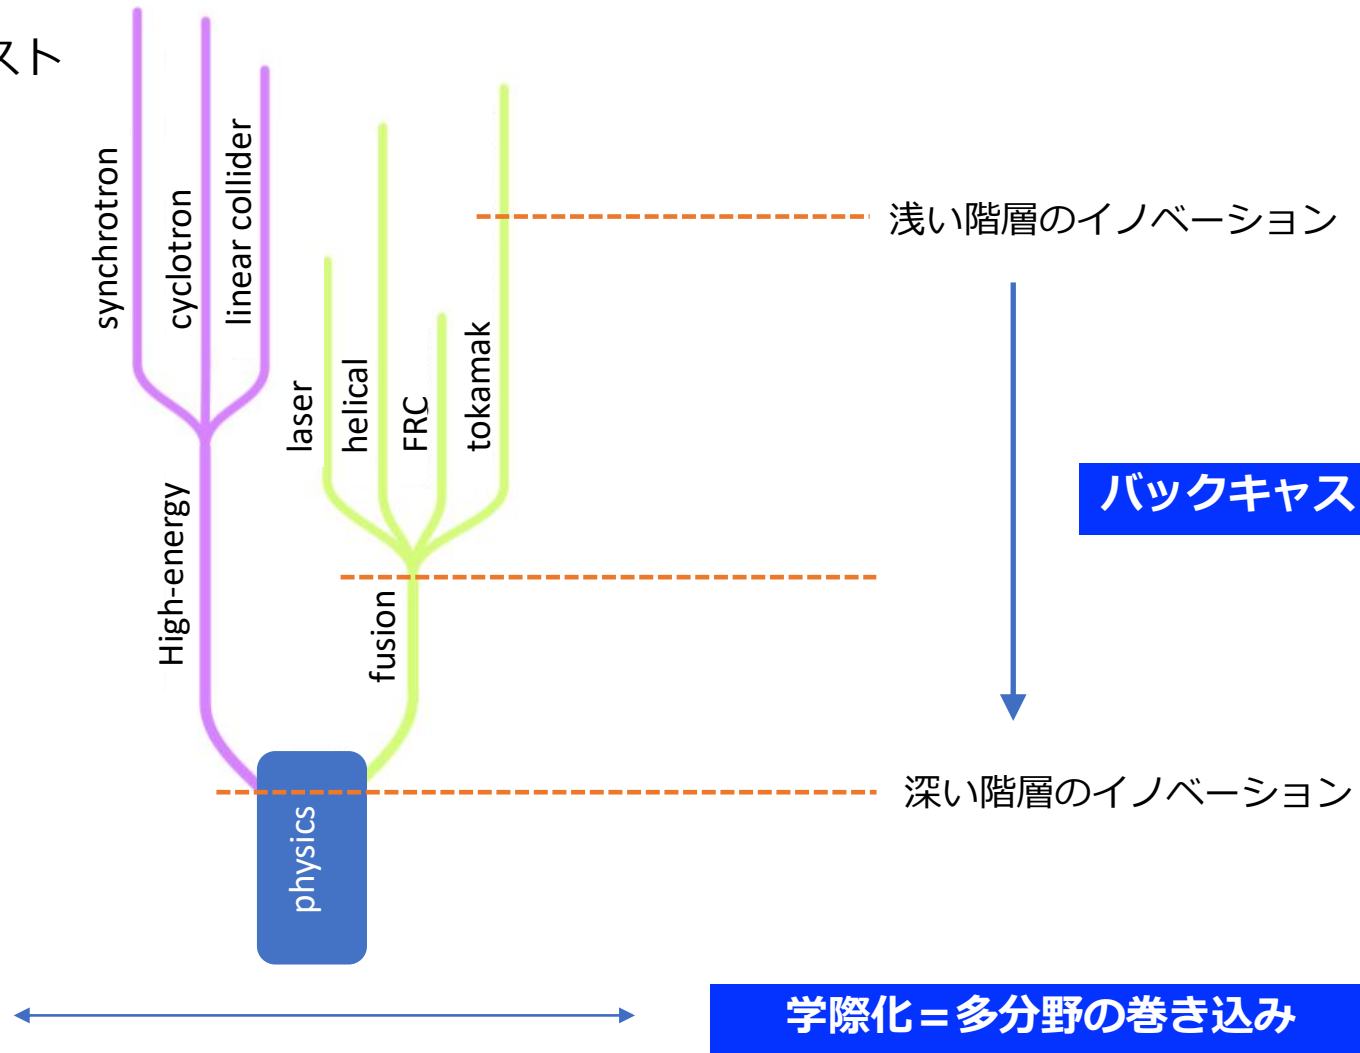 スト
synchrotron
cyclotron
linear collider
浅い階層のイノベーション
laser
helical
FRC
tokamak
バックキャス
High-energy
fusion
深い階層のイノベーション
physics
学際化＝多分野の巻き込み